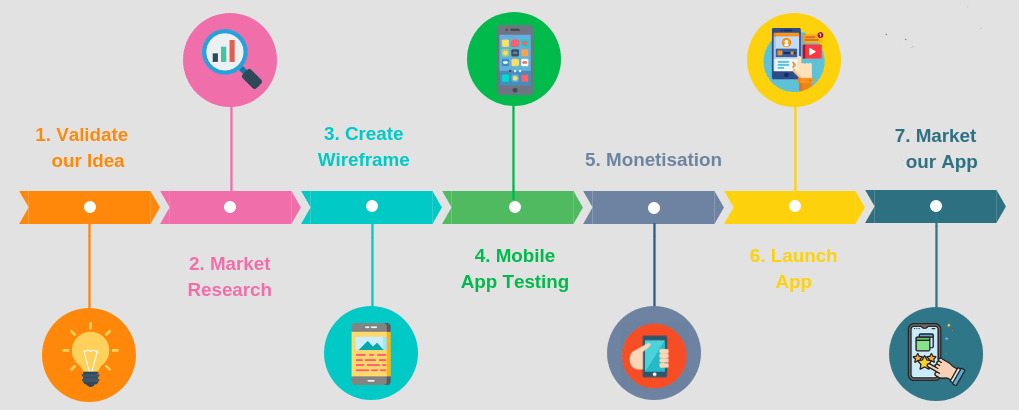 1. Validate
our Idea
2. Market
Research
3. Create
Wireframe
4. Mobile
App Testing
5. Monetisation
6. Launch
App
7. Market
our App